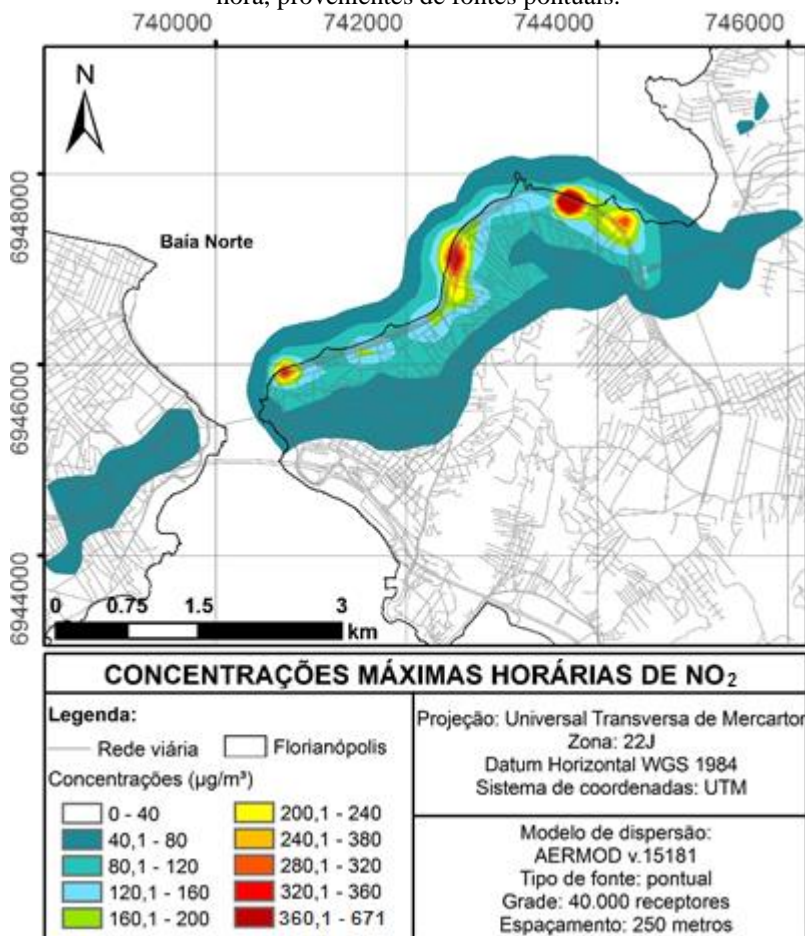 hora, provenientes de fontes pontuais.
740000 742000 744000 746000
N
6948000
Baía Norte
6946000
6944000
0 0.75 1.5 3
km
CONCENTRAÇÕES MÁXIMAS HORÁRIAS DE NO₂
Legenda:
Rede viária Florianópolis
Concentrações (µg/m³)
0 - 40 200,1 - 240
40,1 - 80 240,1 - 380
80,1 - 120 280,1 - 320
120,1 - 160 320,1 - 360
160,1 - 200 360,1 - 671
Projeção: Universal Transversa de Mercartor
Zona: 22J
Datum Horizontal WGS 1984
Sistema de coordenadas: UTM
Modelo de dispersão:
AERMOD v.15181
Tipo de fonte: pontual
Grade: 40.000 receptores
Espaçamento: 250 metros